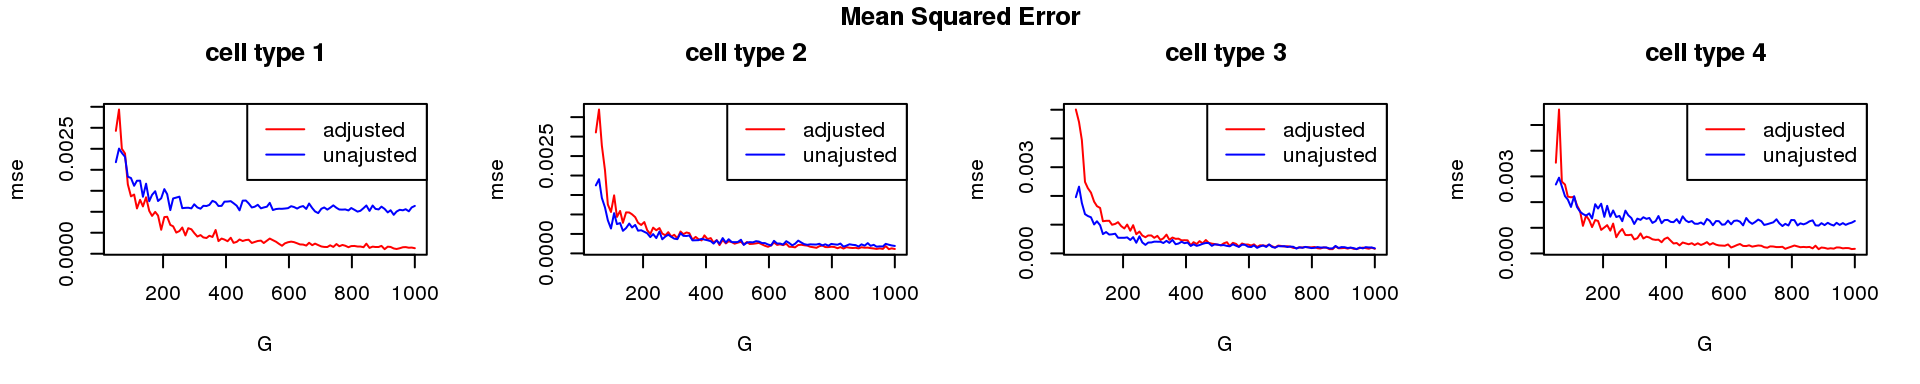 Mean Squared Error
cell type 1
mse
0.0000
0.0025
adjusted
unajusted
200 400 600 800 1000
G
cell type 2
mse
0.0000
0.0025
adjusted
unajusted
200 400 600 800 1000
G
cell type 3
mse
0.000
0.003
adjusted
unajusted
200 400 600 800 1000
G
cell type 4
mse
0.000
0.003
adjusted
unajusted
200 400 600 800 1000
G